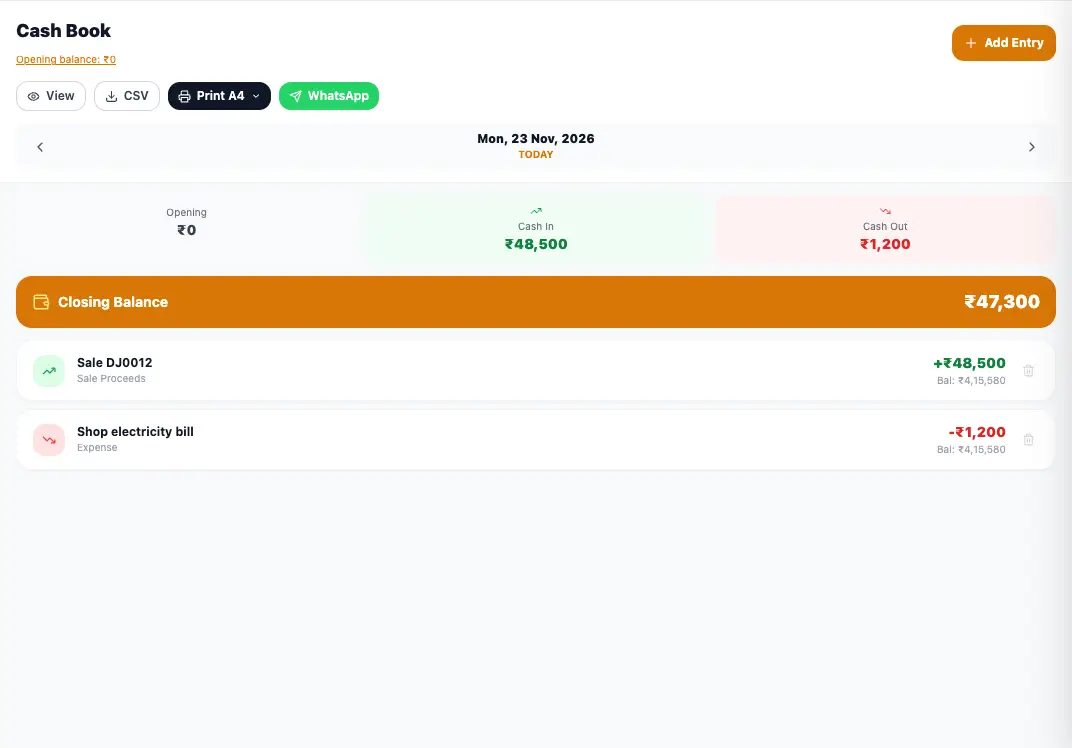 Cash Book
Opening balance: ₹0
+ Add Entry
View
CSV
Print A4
WhatsApp
Mon, 23 Nov, 2026
TODAY
Opening
₹0
Cash In
₹48,500
Cash Out
₹1,200
Closing Balance
₹47,300
Sale DJ0012
Sale Proceeds
+₹48,500
Bal: ₹4,15,580
Shop electricity bill
Expense
-₹1,200
Bal: ₹4,15,580